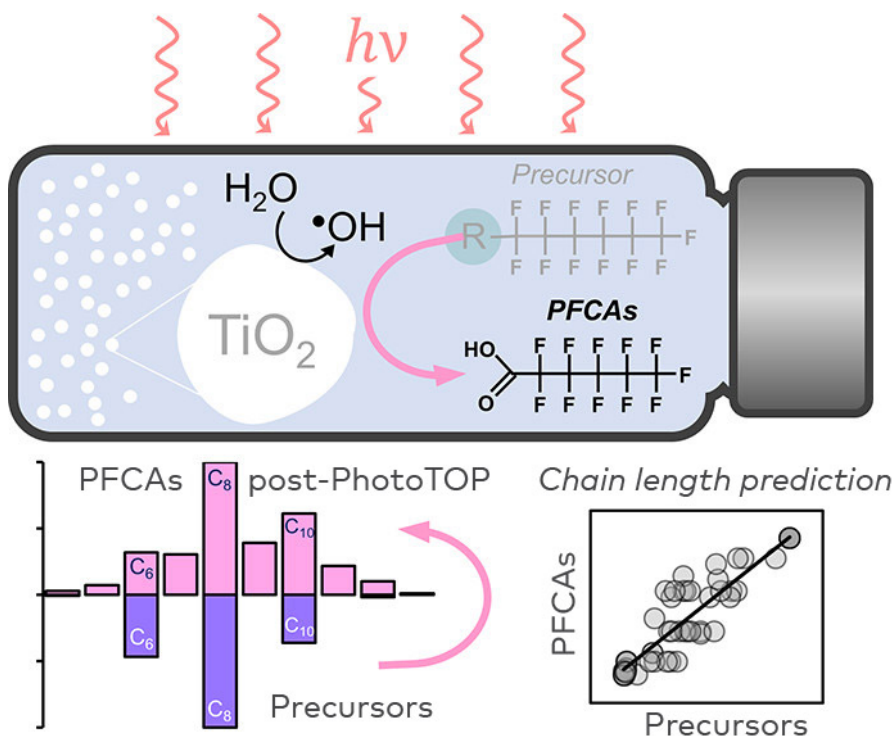 hν
H₂O
•OH
TiO₂
Precursor
F F F F F F
R F
F F F F F F
PFCAs
HO F F F F F
F
O F F F F F
PFCAs post-PhotoTOP
C₈
C₁₀
C₆
C₆
C₁₀
C₈
Precursors
Chain length prediction
PFCAs
Precursors